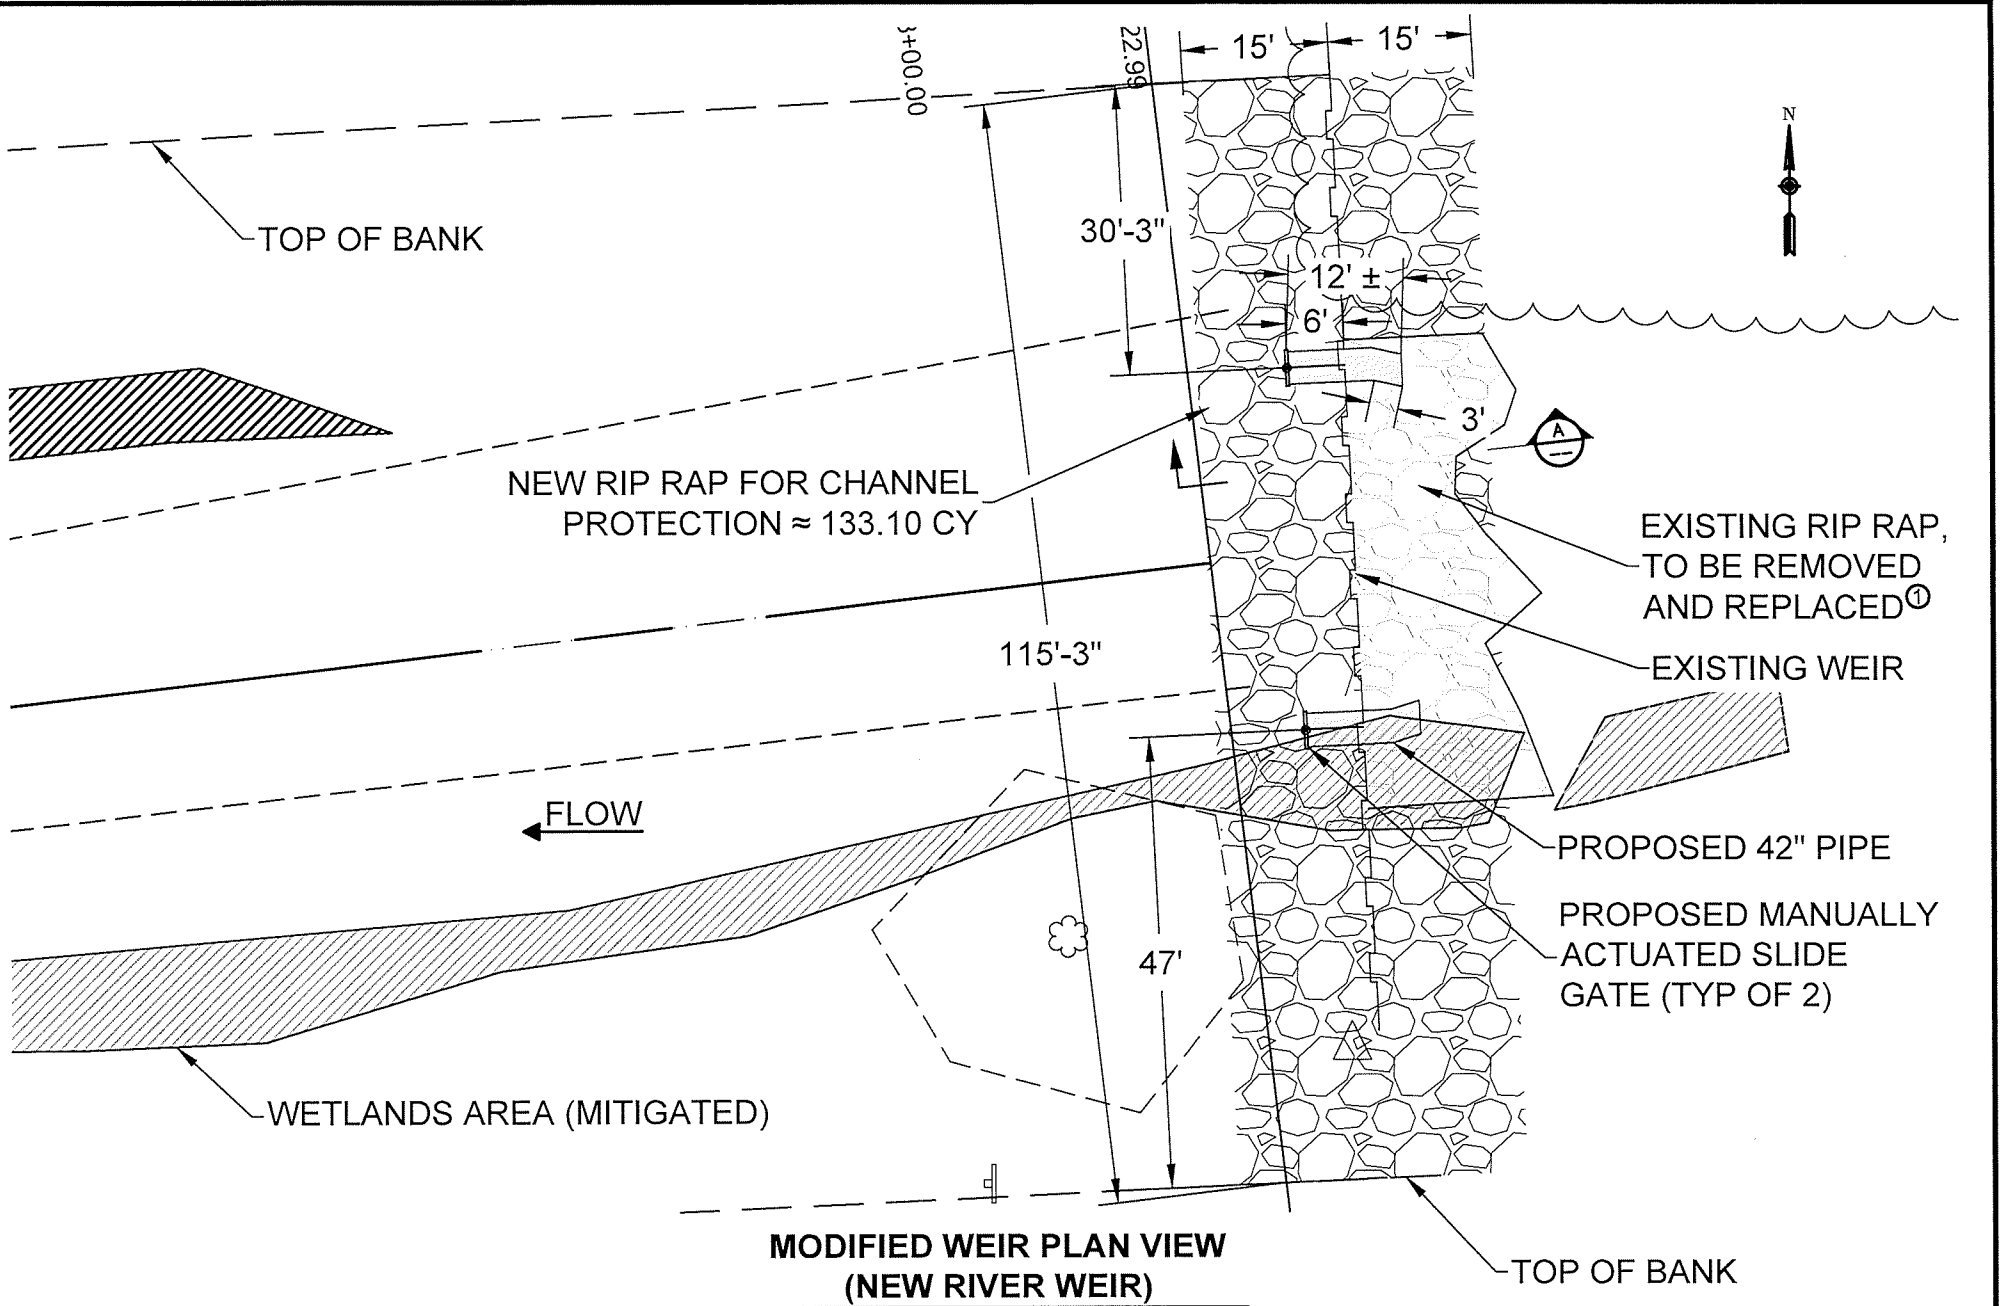 3+00.00
22.99
15'
15'
N
TOP OF BANK
30'-3"
12' ±
6'
3'
A
NEW RIP RAP FOR CHANNEL
PROTECTION ≈ 133.10 CY
EXISTING RIP RAP,
TO BE REMOVED
AND REPLACED①
115'-3"
EXISTING WEIR
FLOW
PROPOSED 42" PIPE
PROPOSED MANUALLY
ACTUATED SLIDE
GATE (TYP OF 2)
47'
WETLANDS AREA (MITIGATED)
MODIFIED WEIR PLAN VIEW
(NEW RIVER WEIR)
TOP OF BANK